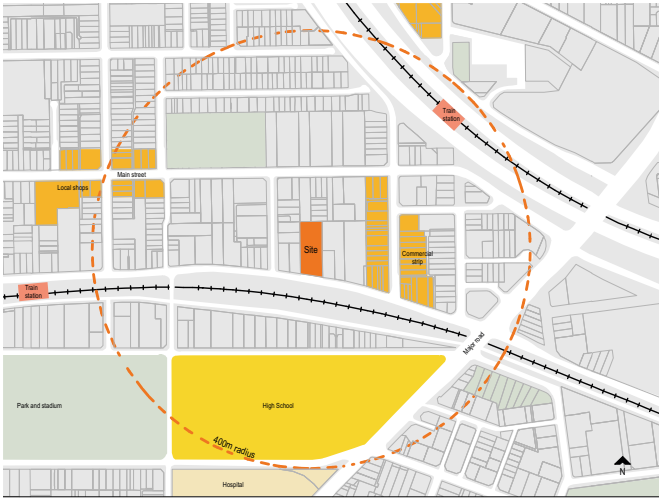 Train
station
Main street
Local shops
Site
Commercial
strip
Train
station
Major road
Park and stadium
High School
400m radius
N
Hospital